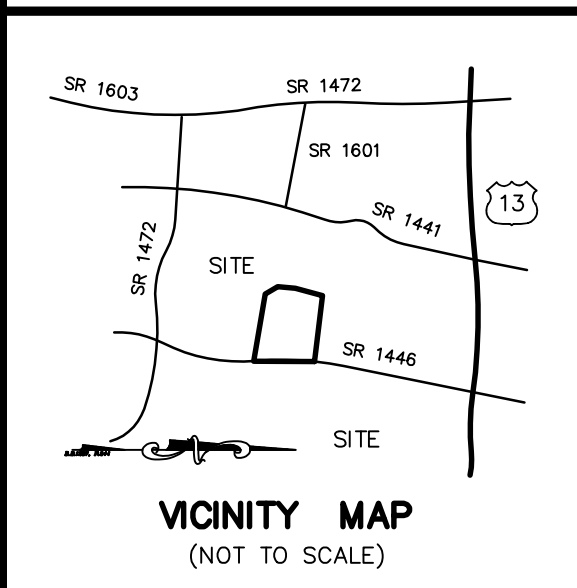 SR 1603
SR 1472
SR 1601
13
SR 1441
SR 1472
SITE
SR 1446
SITE
VICINITY MAP
(NOT TO SCALE)